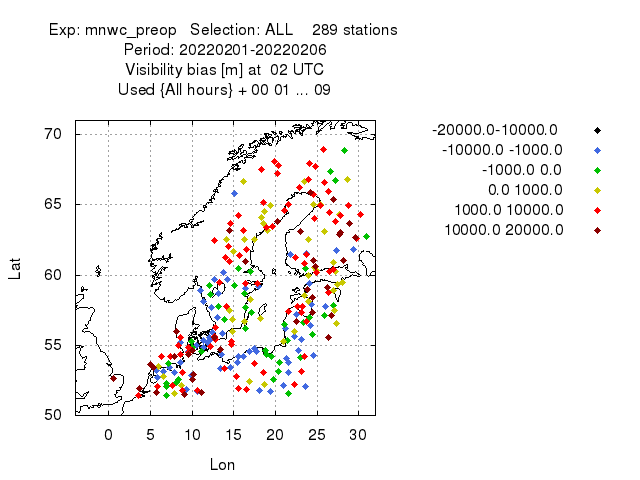 Exp: mnwc_preop   Selection: ALL    289 stations
Period: 20220201-20220206
Visibility bias [m] at  02 UTC
Used {All hours} + 00 01 ... 09
-20000.0-10000.0
-10000.0 -1000.0
-1000.0 0.0
0.0 1000.0
1000.0 10000.0
10000.0 20000.0
70
65
60
55
50
Lat
0 5 10 15 20 25 30
Lon